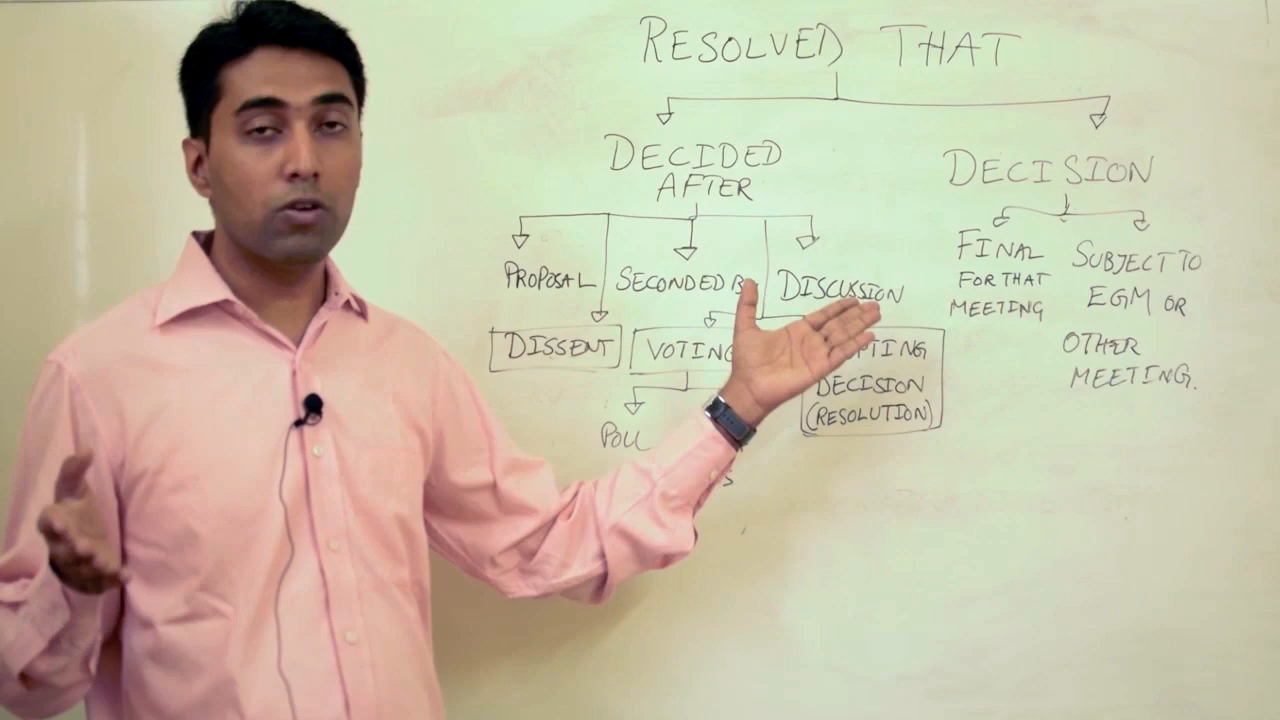 RESOLVED THAT
DECIDED
AFTER
DECISION
PROPOSAL
SECONDED
DISCUSSION
FINAL
FOR THAT
MEETING
SUBJECT TO
EGM OR
OTHER
MEETING.
DISSENT
VOTING
DECISION
(RESOLUTION)
POLL